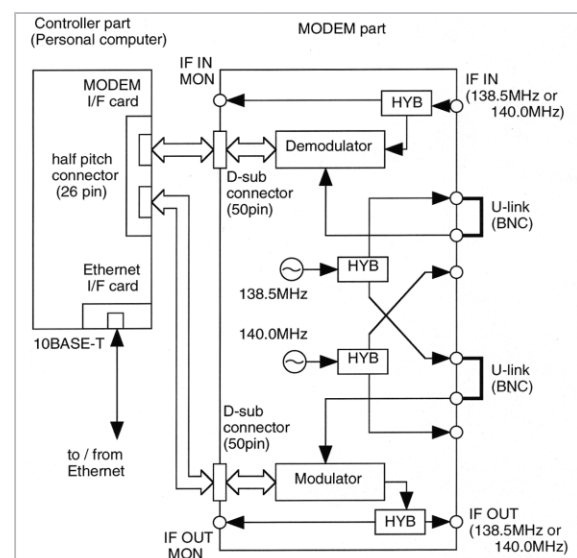 Controller part
(Personal computer)
MODEM part
MODEM
I/F card
half pitch
connector
(26 pin)
Ethernet
I/F card
10BASE-T
to / from
Ethernet
IF IN
MON
HYB
IF IN
(138.5MHz or
140.0MHz)
Demodulator
D-sub
connector
(50pin)
U-link
(BNC)
HYB
138.5MHz
140.0MHz
HYB
U-link
(BNC)
D-sub
connector
(50pin)
Modulator
HYB
IF OUT
MON
IF OUT
(138.5MHz or
140.0MHz)